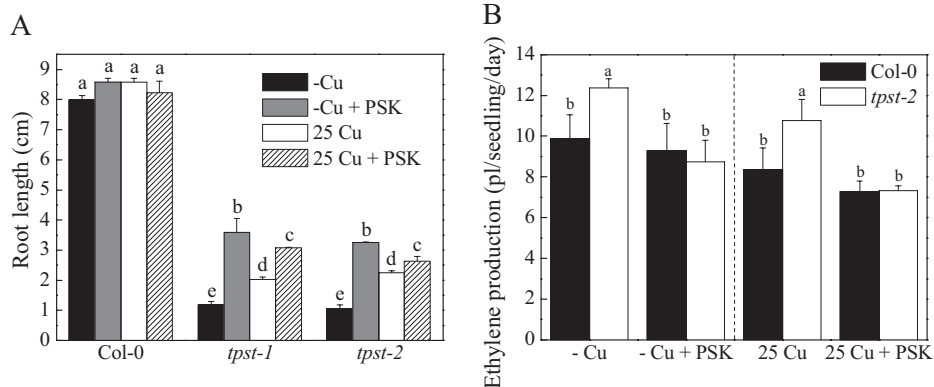 A
Root length (cm)
9
8
7
6
5
4
3
2
1
0
a
a
a
a
e
b
d
c
e
b
d
c
-Cu
-Cu + PSK
25 Cu
25 Cu + PSK
Col-0
tpst-1
tpst-2
B
Ethylene production (pl/seedling/day)
14
12
10
8
6
4
2
0
b
a
b
b
b
a
b
b
Col-0
tpst-2
- Cu
- Cu + PSK
25 Cu
25 Cu + PSK